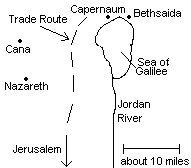 Capernaum
Bethsaida
Trade Route
Cana
Sea of
Galilee
Nazareth
Jordan
River
Jerusalem
about 10 miles